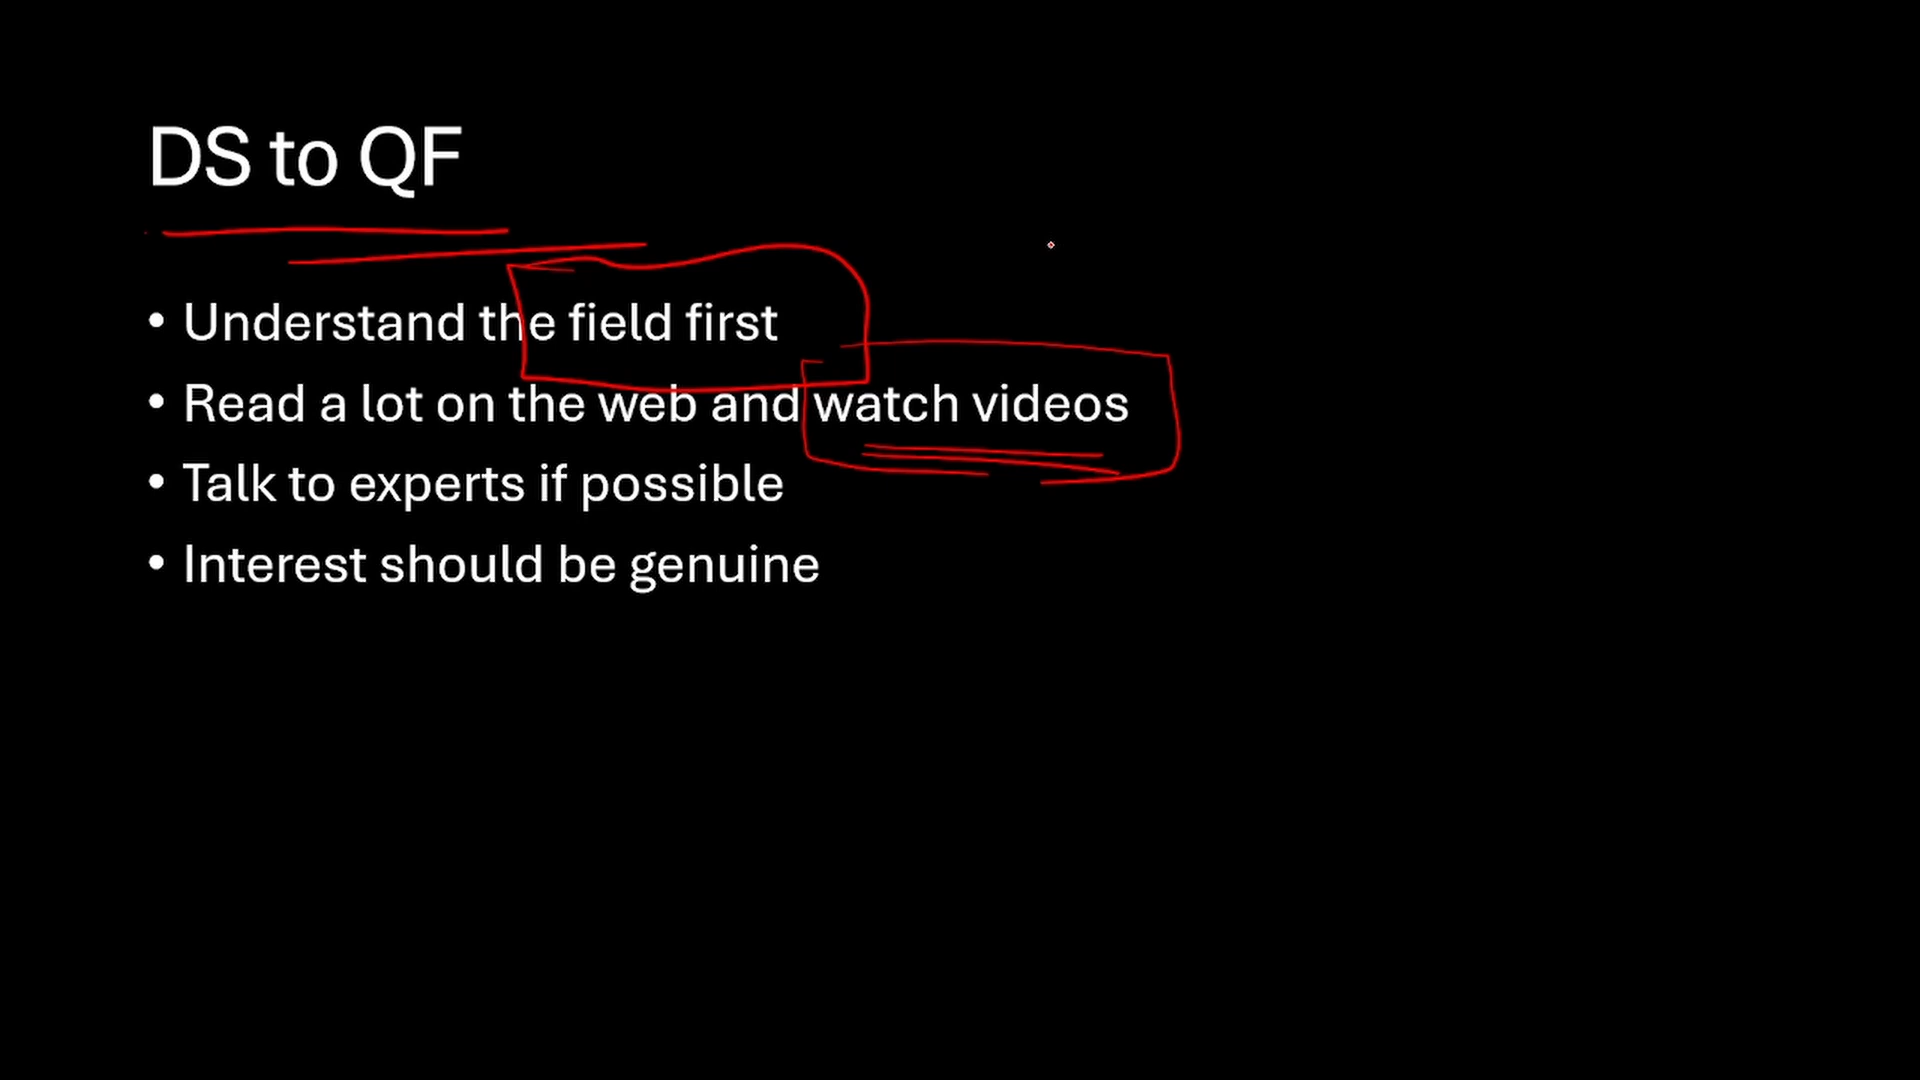 DS to QF
• Understand the field first
• Read a lot on the web and watch videos
• Talk to experts if possible
• Interest should be genuine